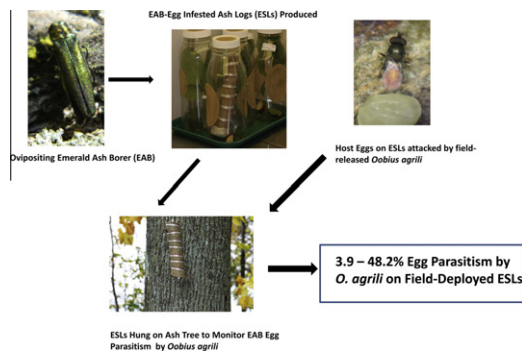 EAB-Egg Infested Ash Logs (ESLs) Produced
Ovipositing Emerald Ash Borer (EAB)
Host Eggs on ESLs attacked by field-
released Oobius agrili
3.9 – 48.2% Egg Parasitism by
O. agrili on Field-Deployed ESLs
ESLs Hung on Ash Tree to Monitor EAB Egg
Parasitism by Oobius agrili